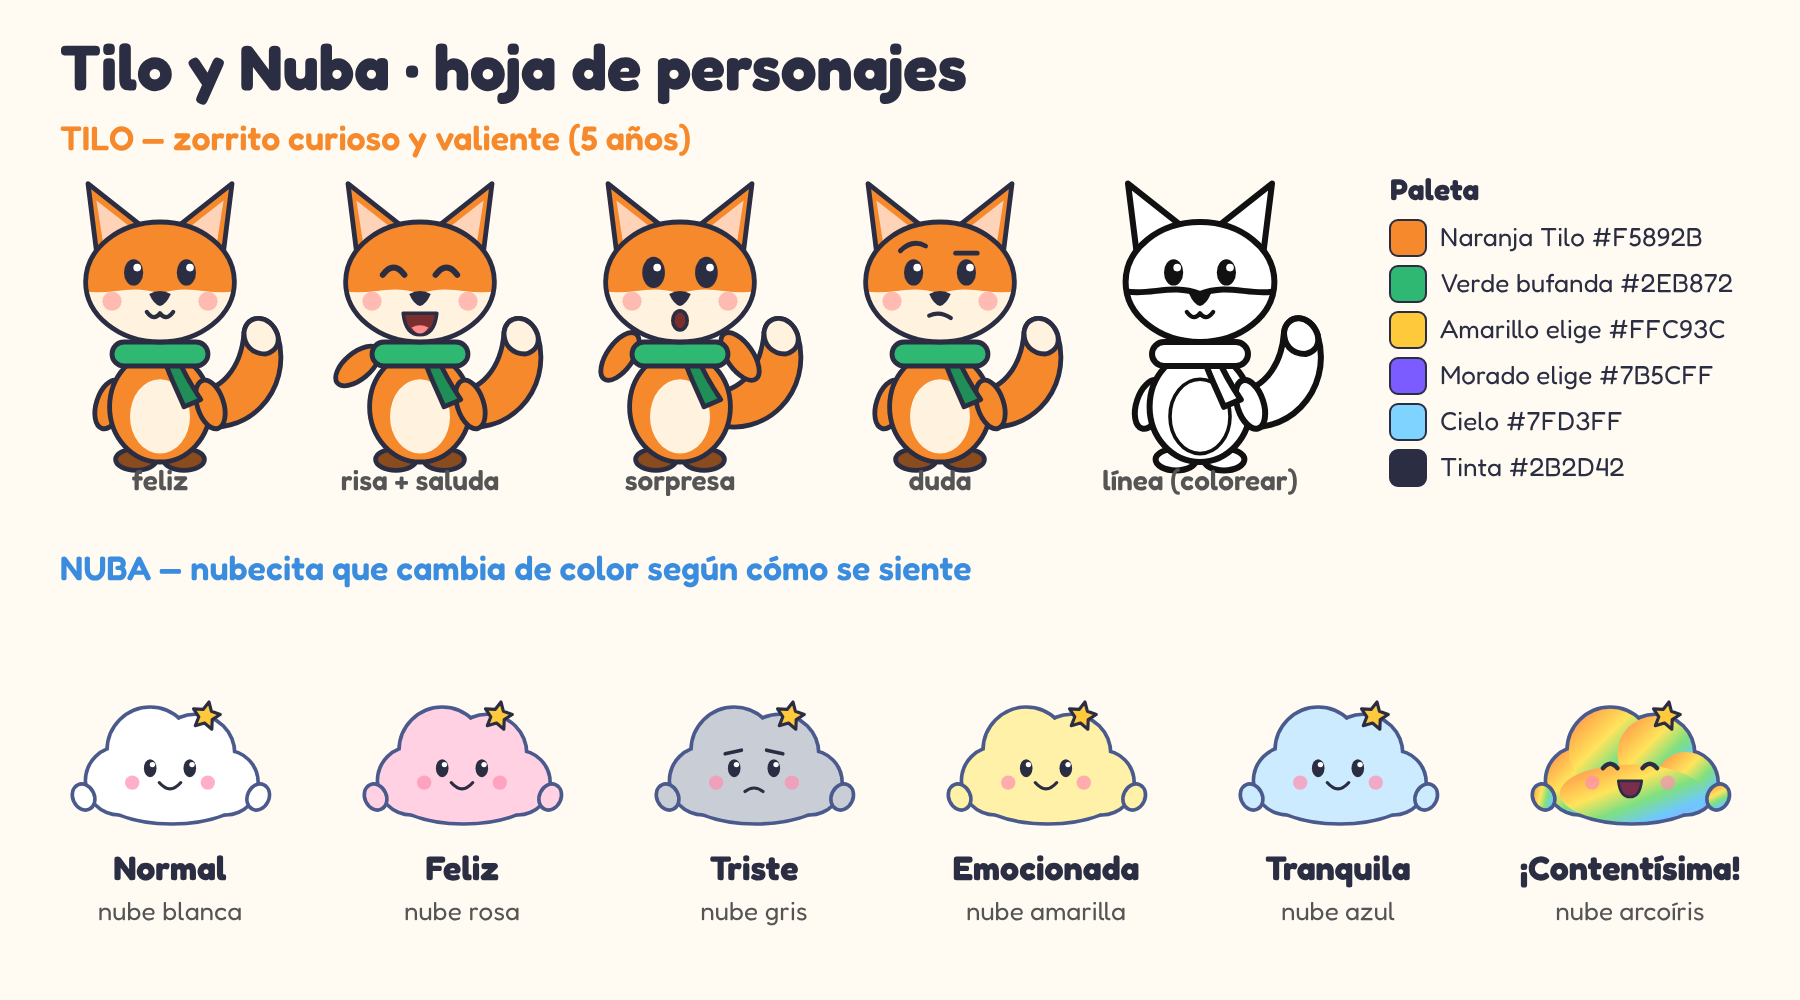 Tilo y Nuba · hoja de personajes
TILO — zorrito curioso y valiente (5 años)
Paleta
Naranja Tilo #F5892B
Verde bufanda #2EB872
Amarillo elige #FFC93C
Morado elige #7B5CFF
Cielo #7FD3FF
Tinta #2B2D42
feliz
risa + saluda
sorpresa
duda
línea (colorear)
NUBA — nubecita que cambia de color según cómo se siente
Normal
nube blanca
Feliz
nube rosa
Triste
nube gris
Emocionada
nube amarilla
Tranquila
nube azul
¡Contentísima!
nube arcoíris